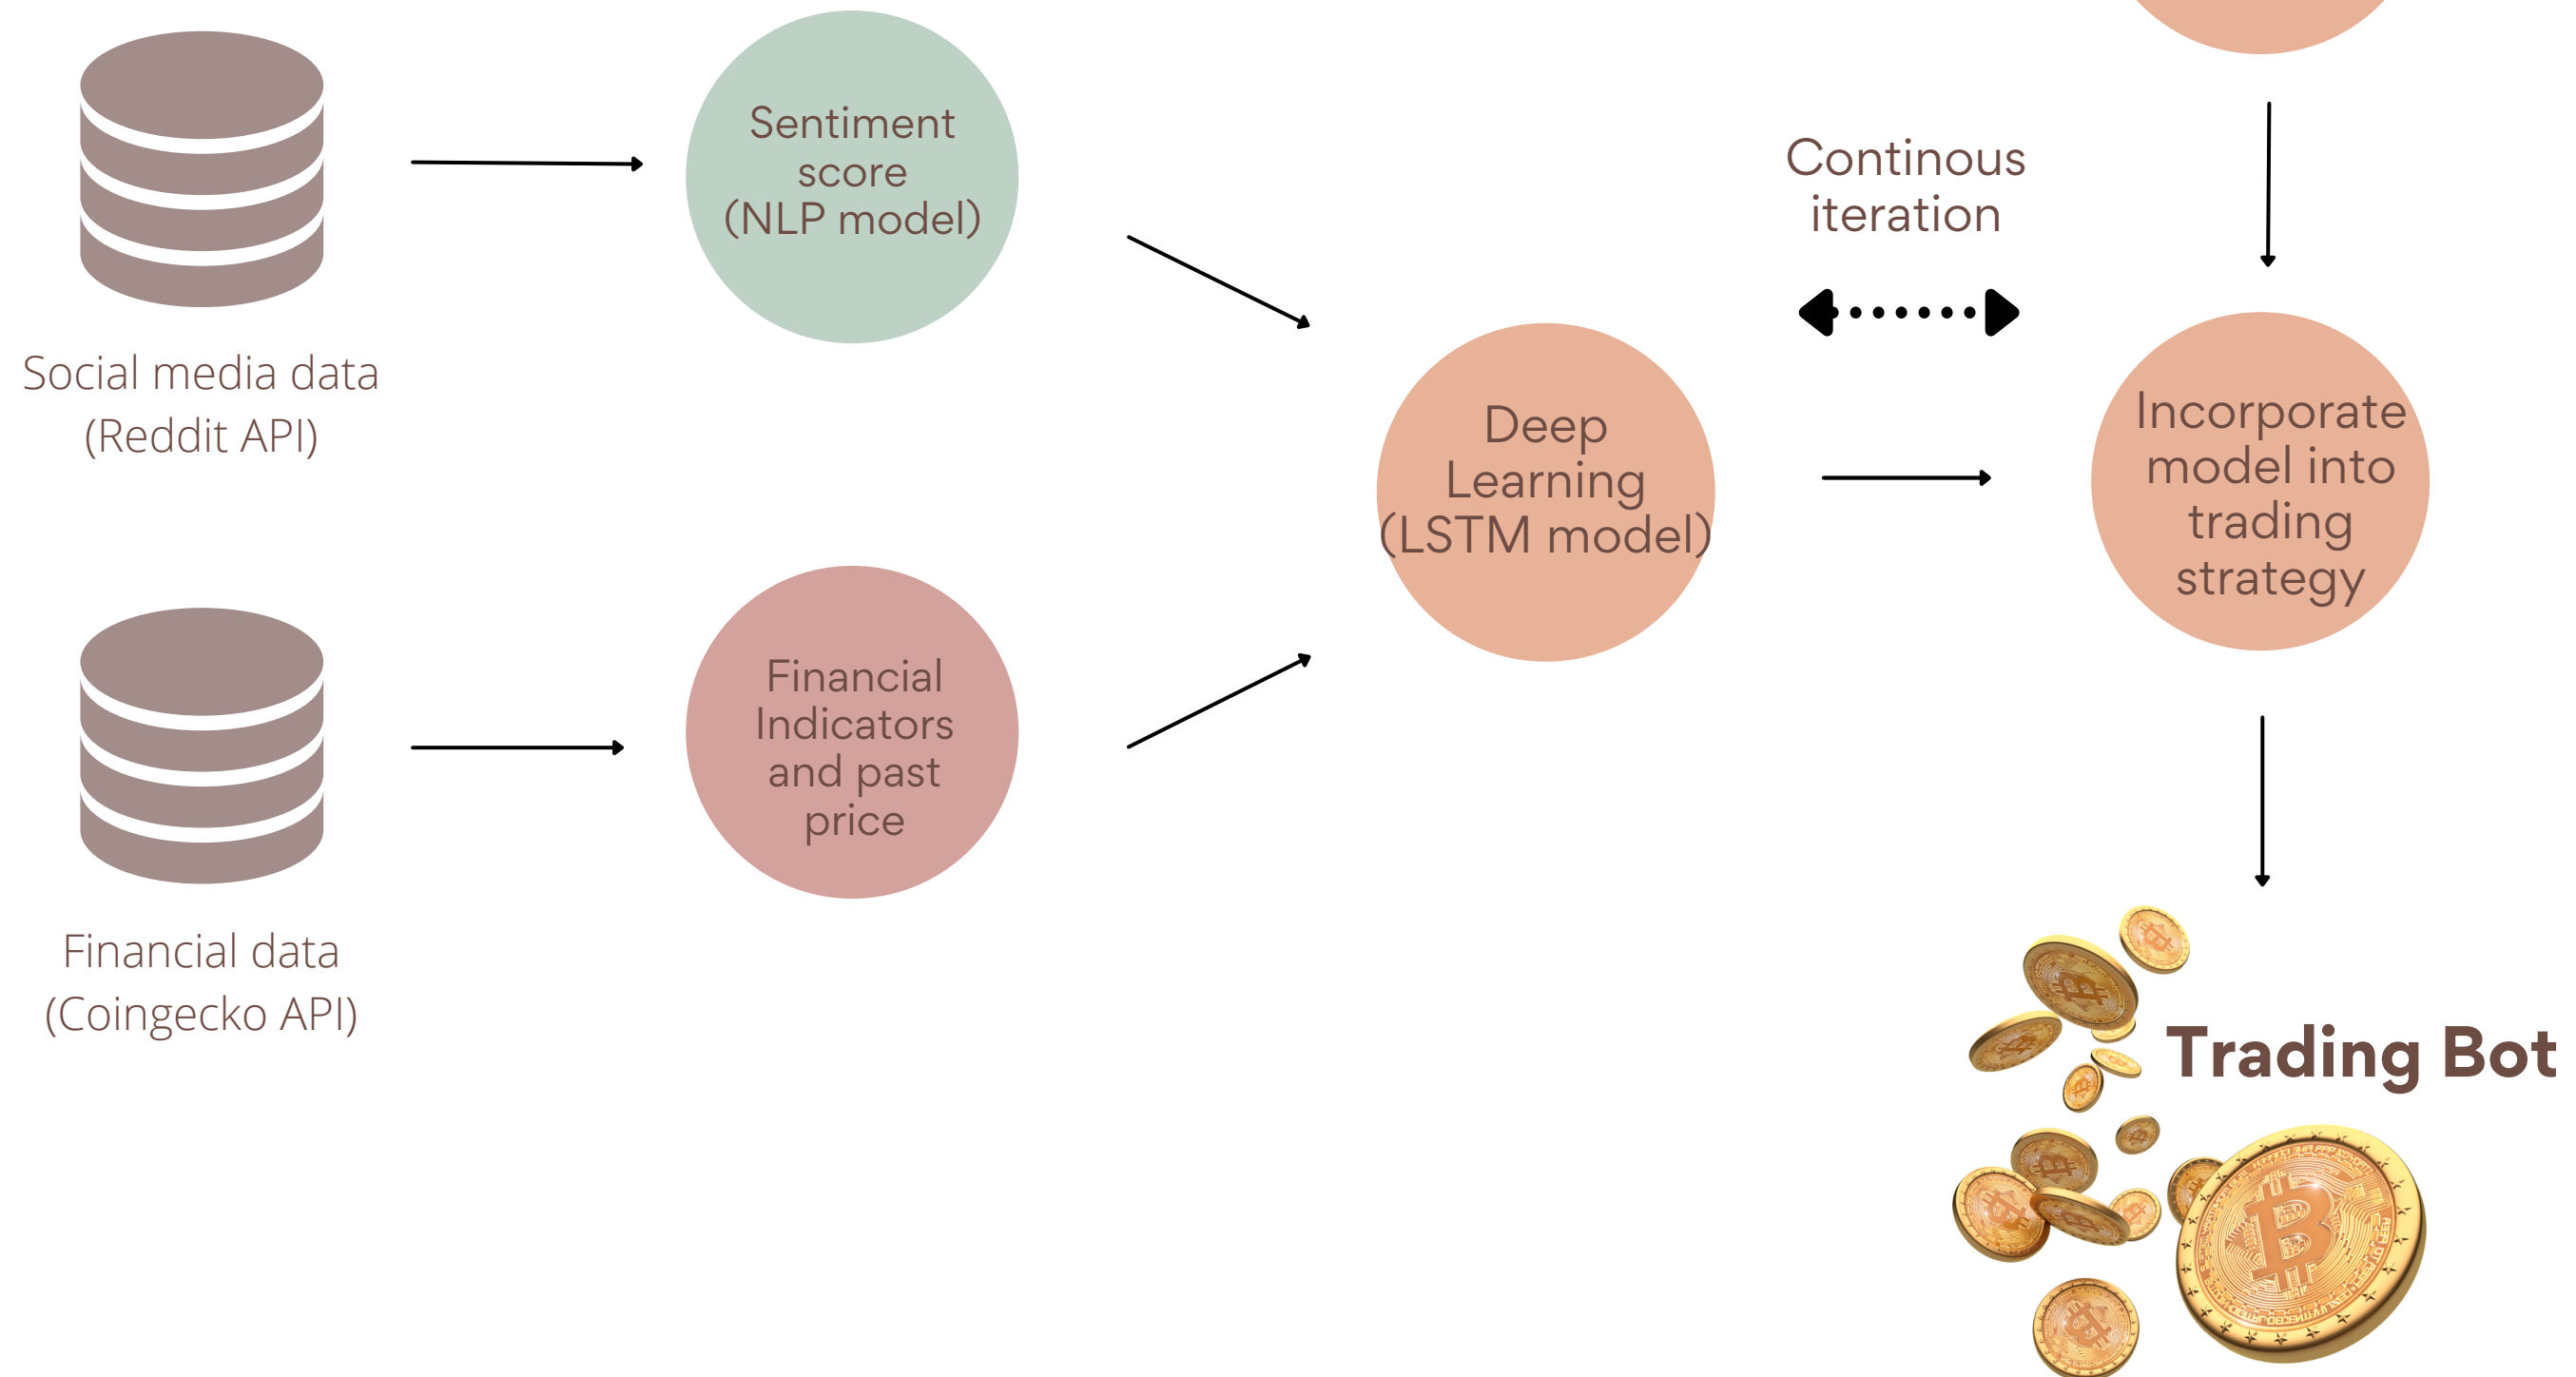 Sentiment
score
(NLP model)
Continous
iteration
Social media data
(Reddit API)
Deep
Learning
(LSTM model)
Incorporate
model into
trading
strategy
Financial
Indicators
and past
price
Financial data
(Coingecko API)
Trading Bot